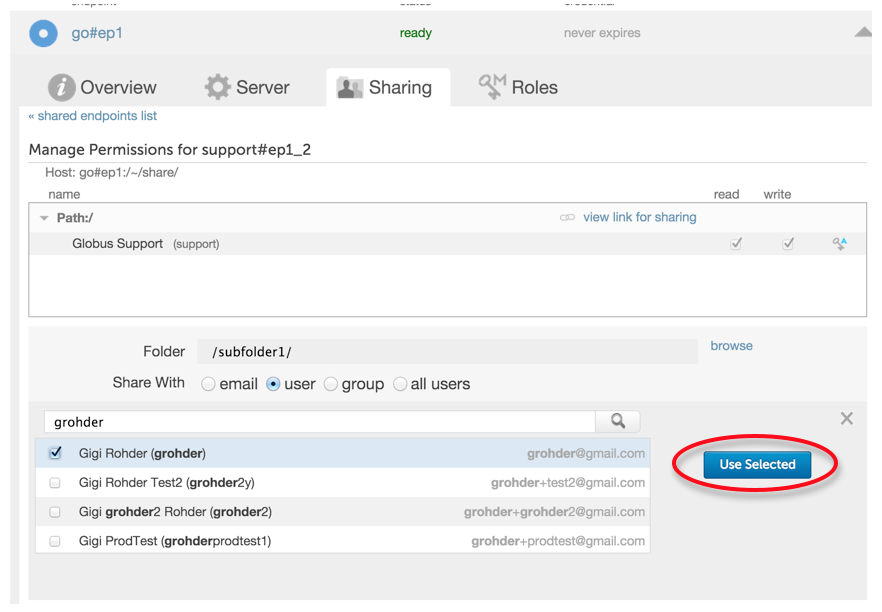 endpoint status credential
go#ep1 ready never expires
Overview Server Sharing Roles
« shared endpoints list
Manage Permissions for support#ep1_2
Host: go#ep1:/~/share/
name read write
Path:/ view link for sharing
Globus Support (support)
Folder /subfolder1/ browse
Share With email user group all users
grohder
Gigi Rohder (grohder) grohder@gmail.com
Use Selected
Gigi Rohder Test2 (grohder2y) grohder+test2@gmail.com
Gigi grohder2 Rohder (grohder2) grohder+grohder2@gmail.com
Gigi ProdTest (grohderprodtest1) grohder+prodtest@gmail.com